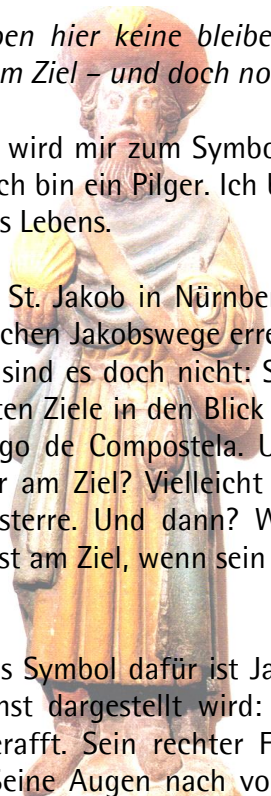 ben hier keine bleibe
m Ziel – und doch no
wird mir zum Symbo
ch bin ein Pilger. Ich
s Lebens.
St. Jakob in Nürnbe
chen Jakobswege erre
sind es doch nicht: S
ten Ziele in den Blick
go de Compostela. U
r am Ziel? Vielleicht
sterre. Und dann? W
st am Ziel, wenn sein
s Symbol dafür ist Ja
nst dargestellt wird:
erafft. Sein rechter F
Seine Augen nach vo